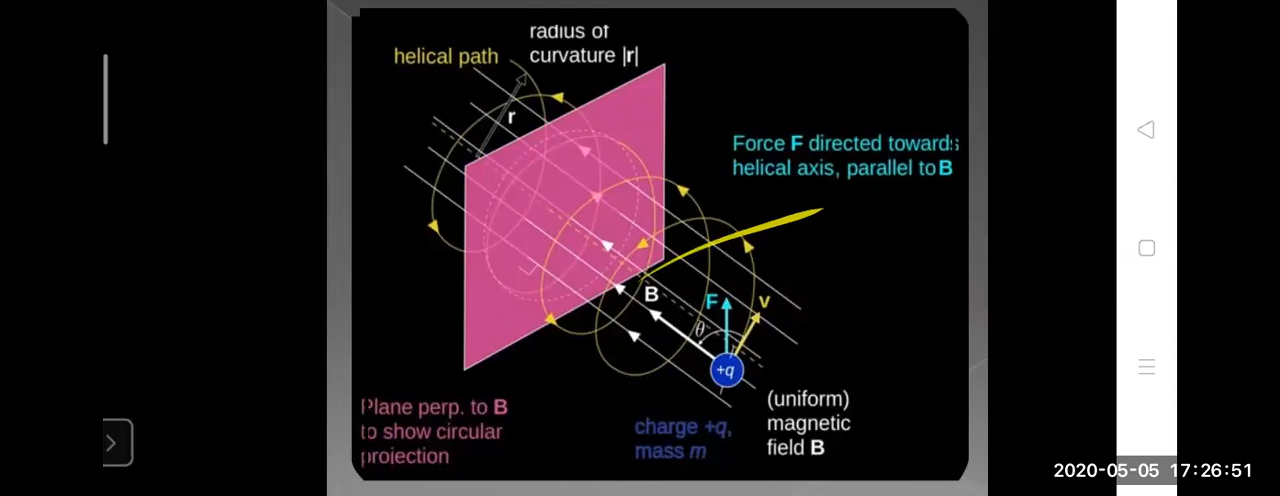 radius of
curvature |r|
helical path
r
Force F directed towards
helical axis, parallel to B
B
F
v
θ
+q
(uniform)
magnetic
field B
Plane perp. to B
to show circular
projection
charge +q,
mass m
2020-05-05 17:26:51